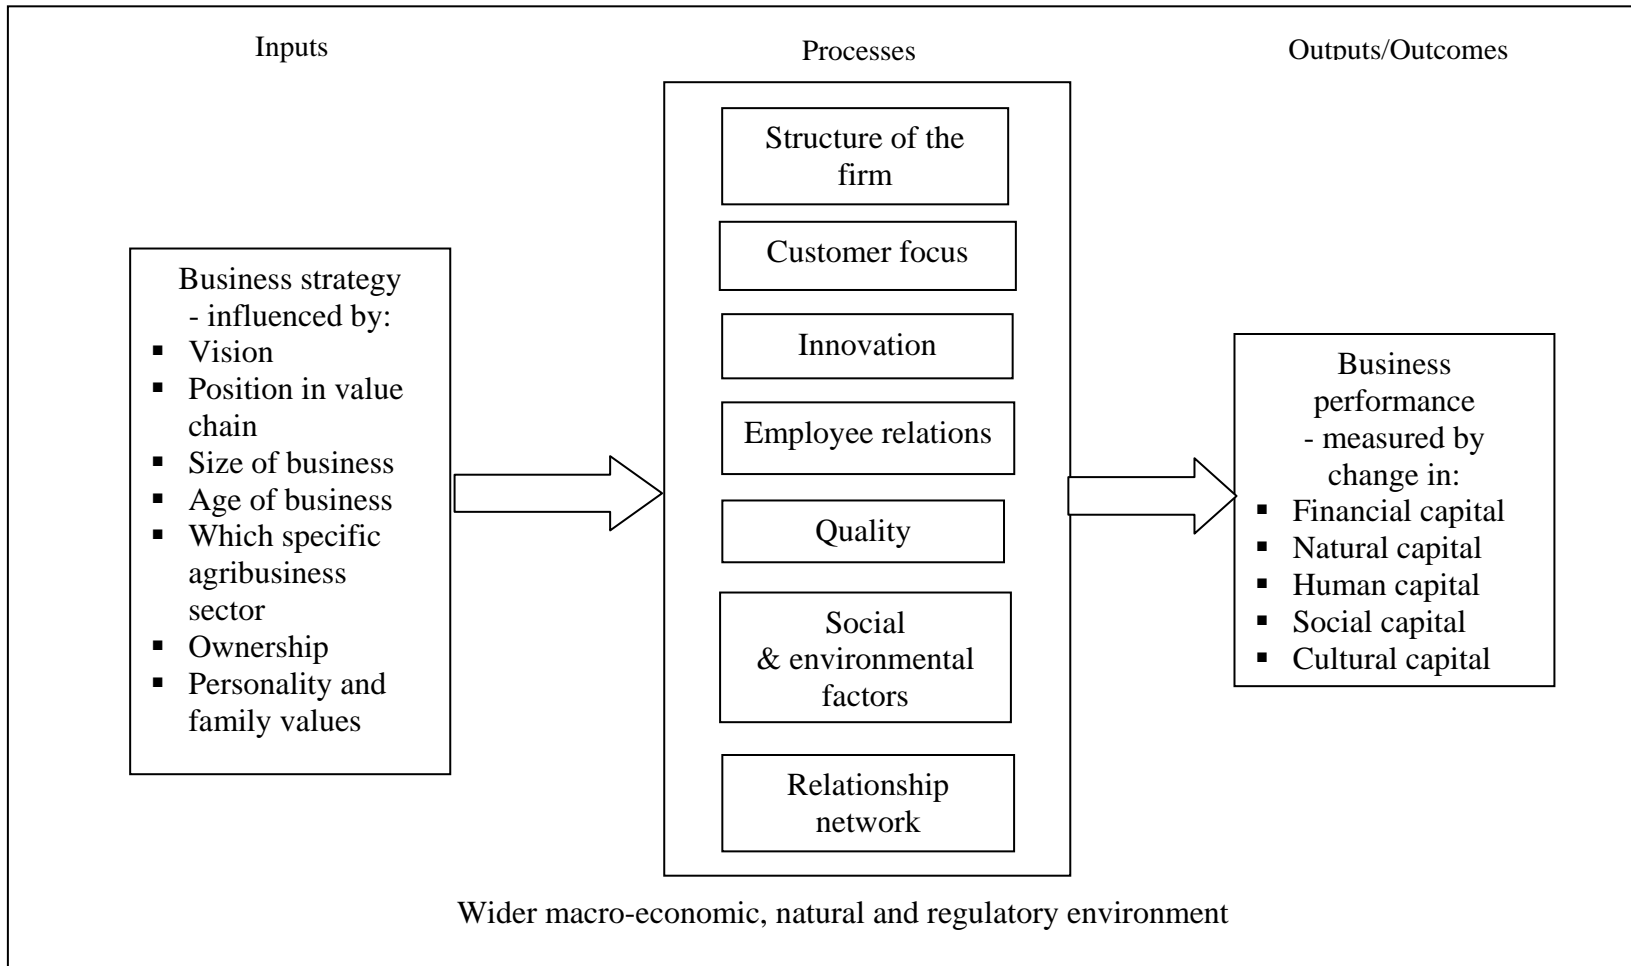 Inputs
Processes
Outputs/Outcomes
Business strategy
- influenced by:
▪ Vision
▪ Position in value
chain
▪ Size of business
▪ Age of business
▪ Which specific
agribusiness
sector
▪ Ownership
▪ Personality and
family values
Structure of the
firm
Customer focus
Innovation
Employee relations
Quality
Social
& environmental
factors
Relationship
network
Business
performance
- measured by
change in:
▪ Financial capital
▪ Natural capital
▪ Human capital
▪ Social capital
▪ Cultural capital
Wider macro-economic, natural and regulatory environment